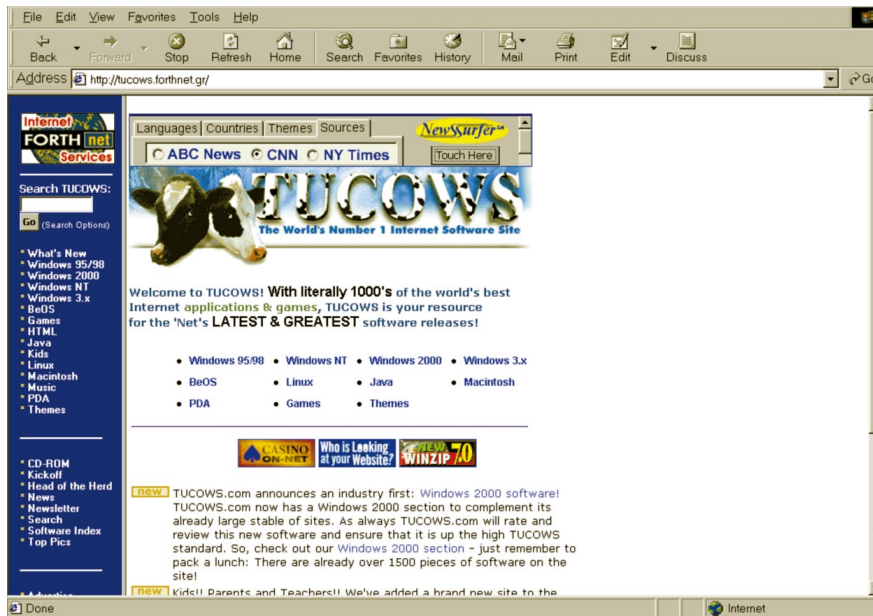 File Edit View Favorites Tools Help
Back Forward Stop Refresh Home Search Favorites History Mail Print Edit Discuss
Address http://tucows.forthnet.gr/ Go
Internet
FORTH net
Services
Search TUCOWS:
Go (Search Options)
What's New
Windows 95/98
Windows 2000
Windows NT
Windows 3.x
BeOS
Games
HTML
Java
Kids
Linux
Macintosh
Music
PDA
Themes
CD-ROM
Kickoff
Head of the Herd
News
Newsletter
Search
Software Index
Top Pics
Advertise
Languages Countries Themes Sources
NewsSurfer
ABC News CNN NY Times
Touch Here
TUCOWS
The World's Number 1 Internet Software Site
Welcome to TUCOWS! With literally 1000's of the world's best
Internet applications & games, TUCOWS is your resource
for the 'Net's LATEST & GREATEST software releases!
Windows 95/98 Windows NT Windows 2000 Windows 3.x
BeOS Linux Java Macintosh
PDA Games Themes
CASINO ON-NET
Who is Looking at your Website?
NEW WINZIP 7.0
new TUCOWS.com announces an industry first: Windows 2000 software!
TUCOWS.com now has a Windows 2000 section to complement its
already large stable of sites. As always TUCOWS.com will rate and
review this new software and ensure that it is up the high TUCOWS
standard. So, check out our Windows 2000 section - just remember to
pack a lunch: There are already over 1500 pieces of software on the
site!
new Kids!! Parents and Teachers!! We've added a brand new site to the
Done Internet